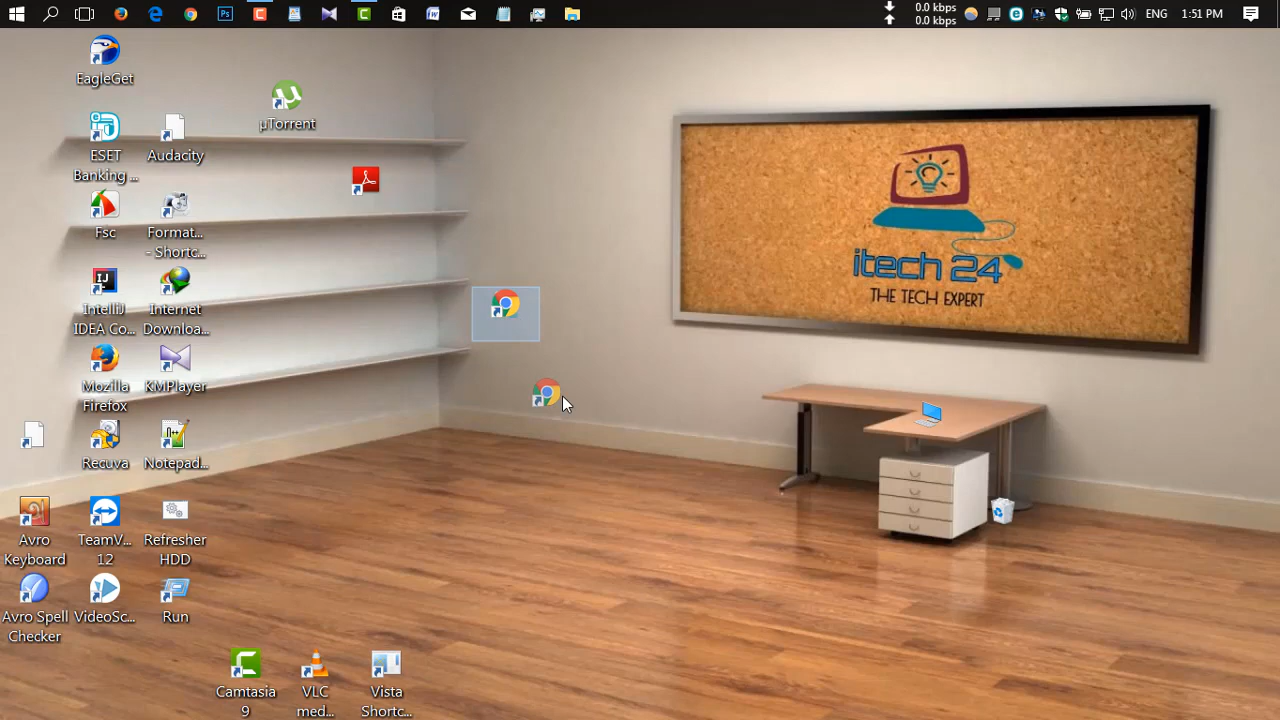 0.0 kbps
0.0 kbps
ENG
1:51 PM
EagleGet
µTorrent
ESET
Banking ...
Audacity
Fsc
Format...
- Shortc...
IntelliJ
IDEA Co...
Internet
Downloa...
Mozilla
Firefox
KMPlayer
Recuva
Notepad...
Avro
Keyboard
TeamV...
12
Refresher
HDD
Avro Spell
Checker
VideoSc...
Run
Camtasia
9
VLC
med...
Vista
Shortc...
itech 24
THE TECH EXPERT